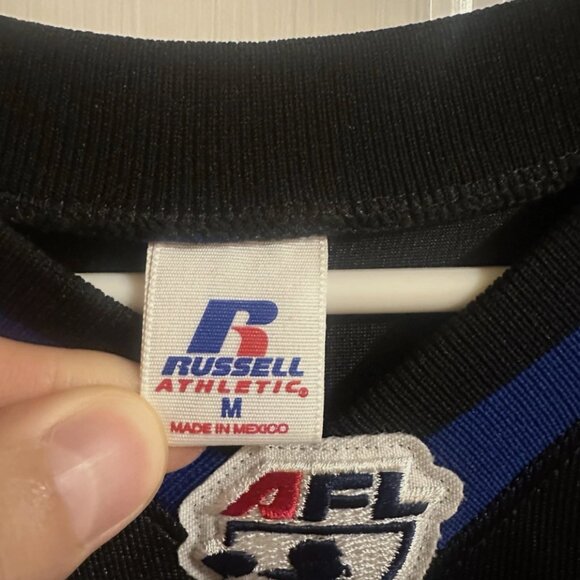 RUSSELL
ATHLETIC®
M
MADE IN MEXICO
AFL